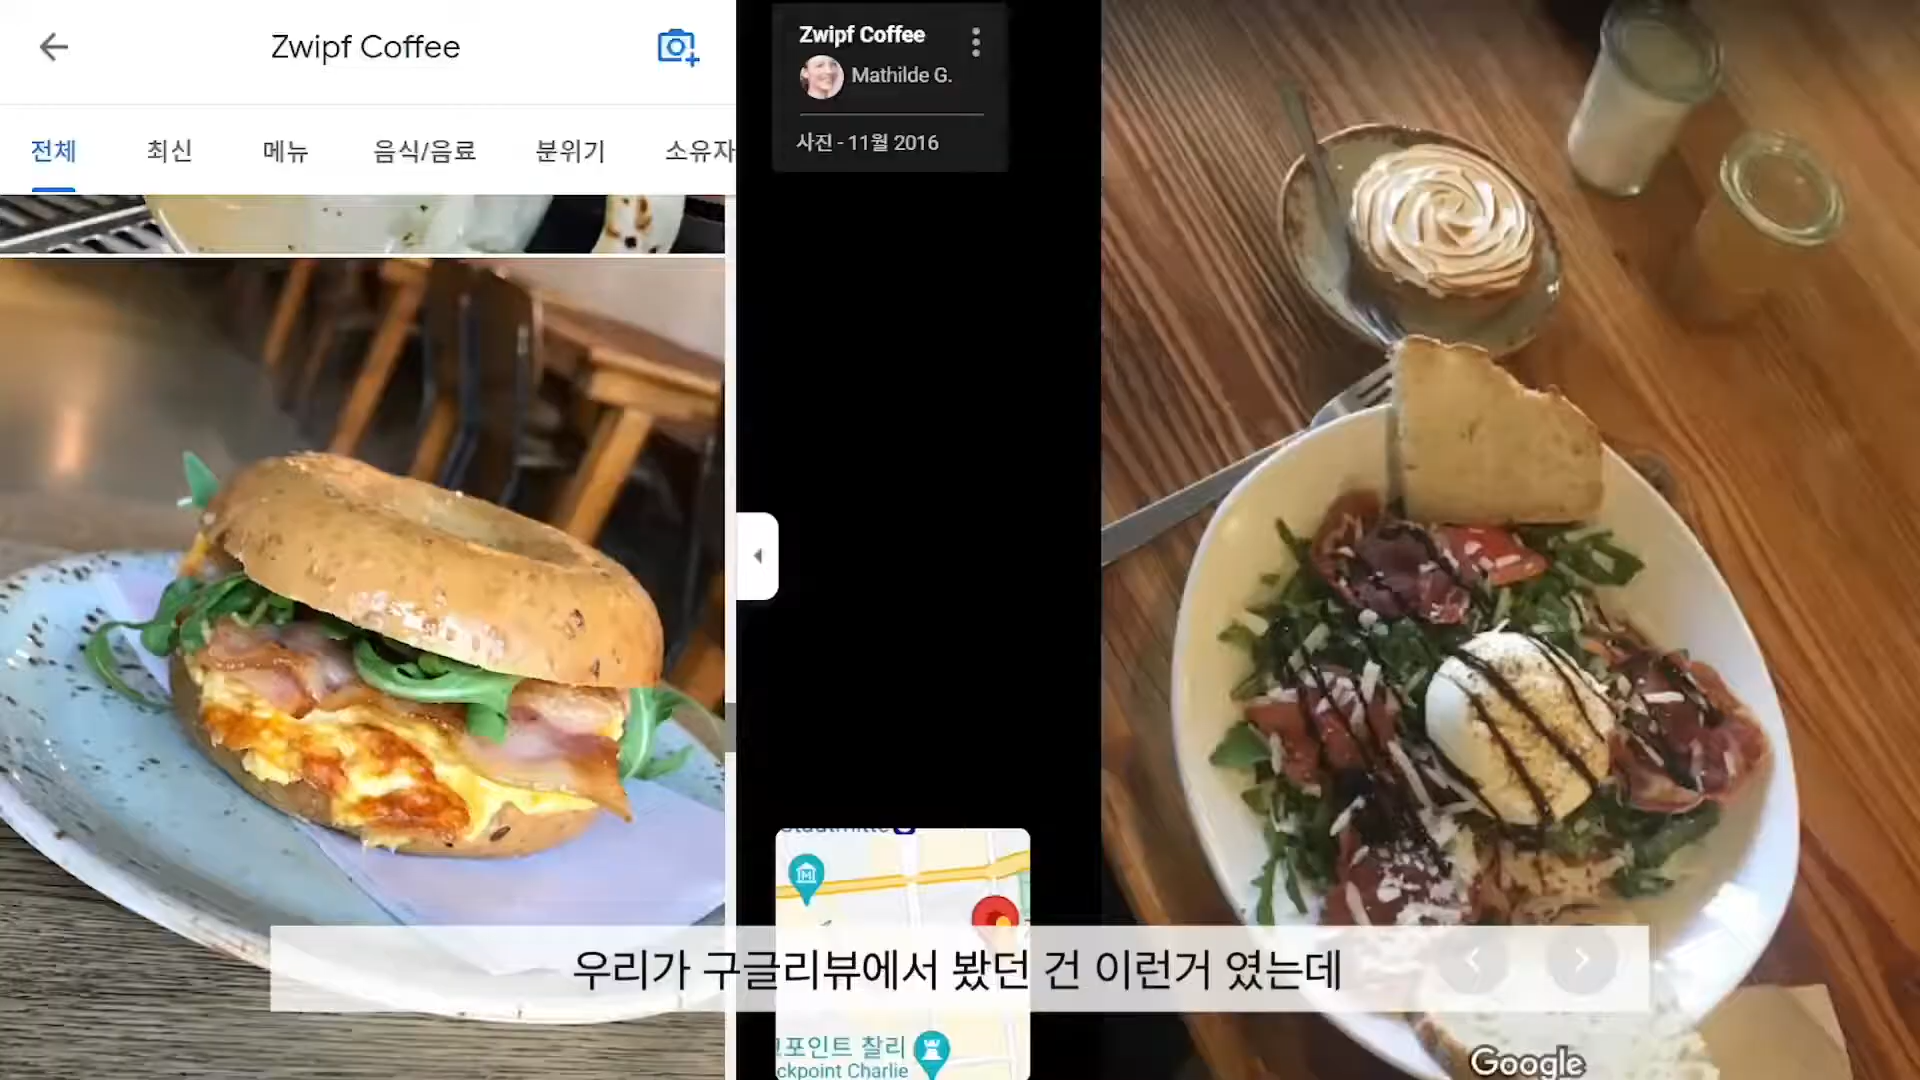 Zwipf Coffee
전체 최신 메뉴 음식/음료 분위기 소유자
Zwipf Coffee
Mathilde G.
사진 - 11월 2016
우리가 구글리뷰에서 봤던 건 이런거 였는데
포인트 찰리
ckpoint Charlie
Google